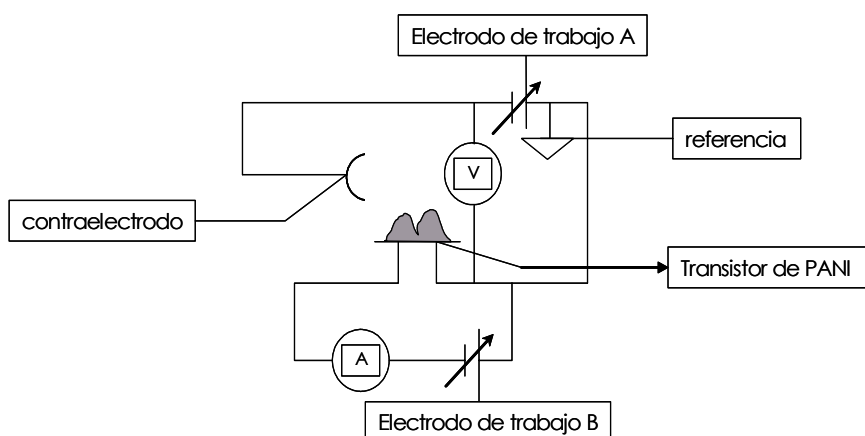 Electrodo de trabajo A
referencia
V
contraelectrodo
Transistor de PANI
A
Electrodo de trabajo B